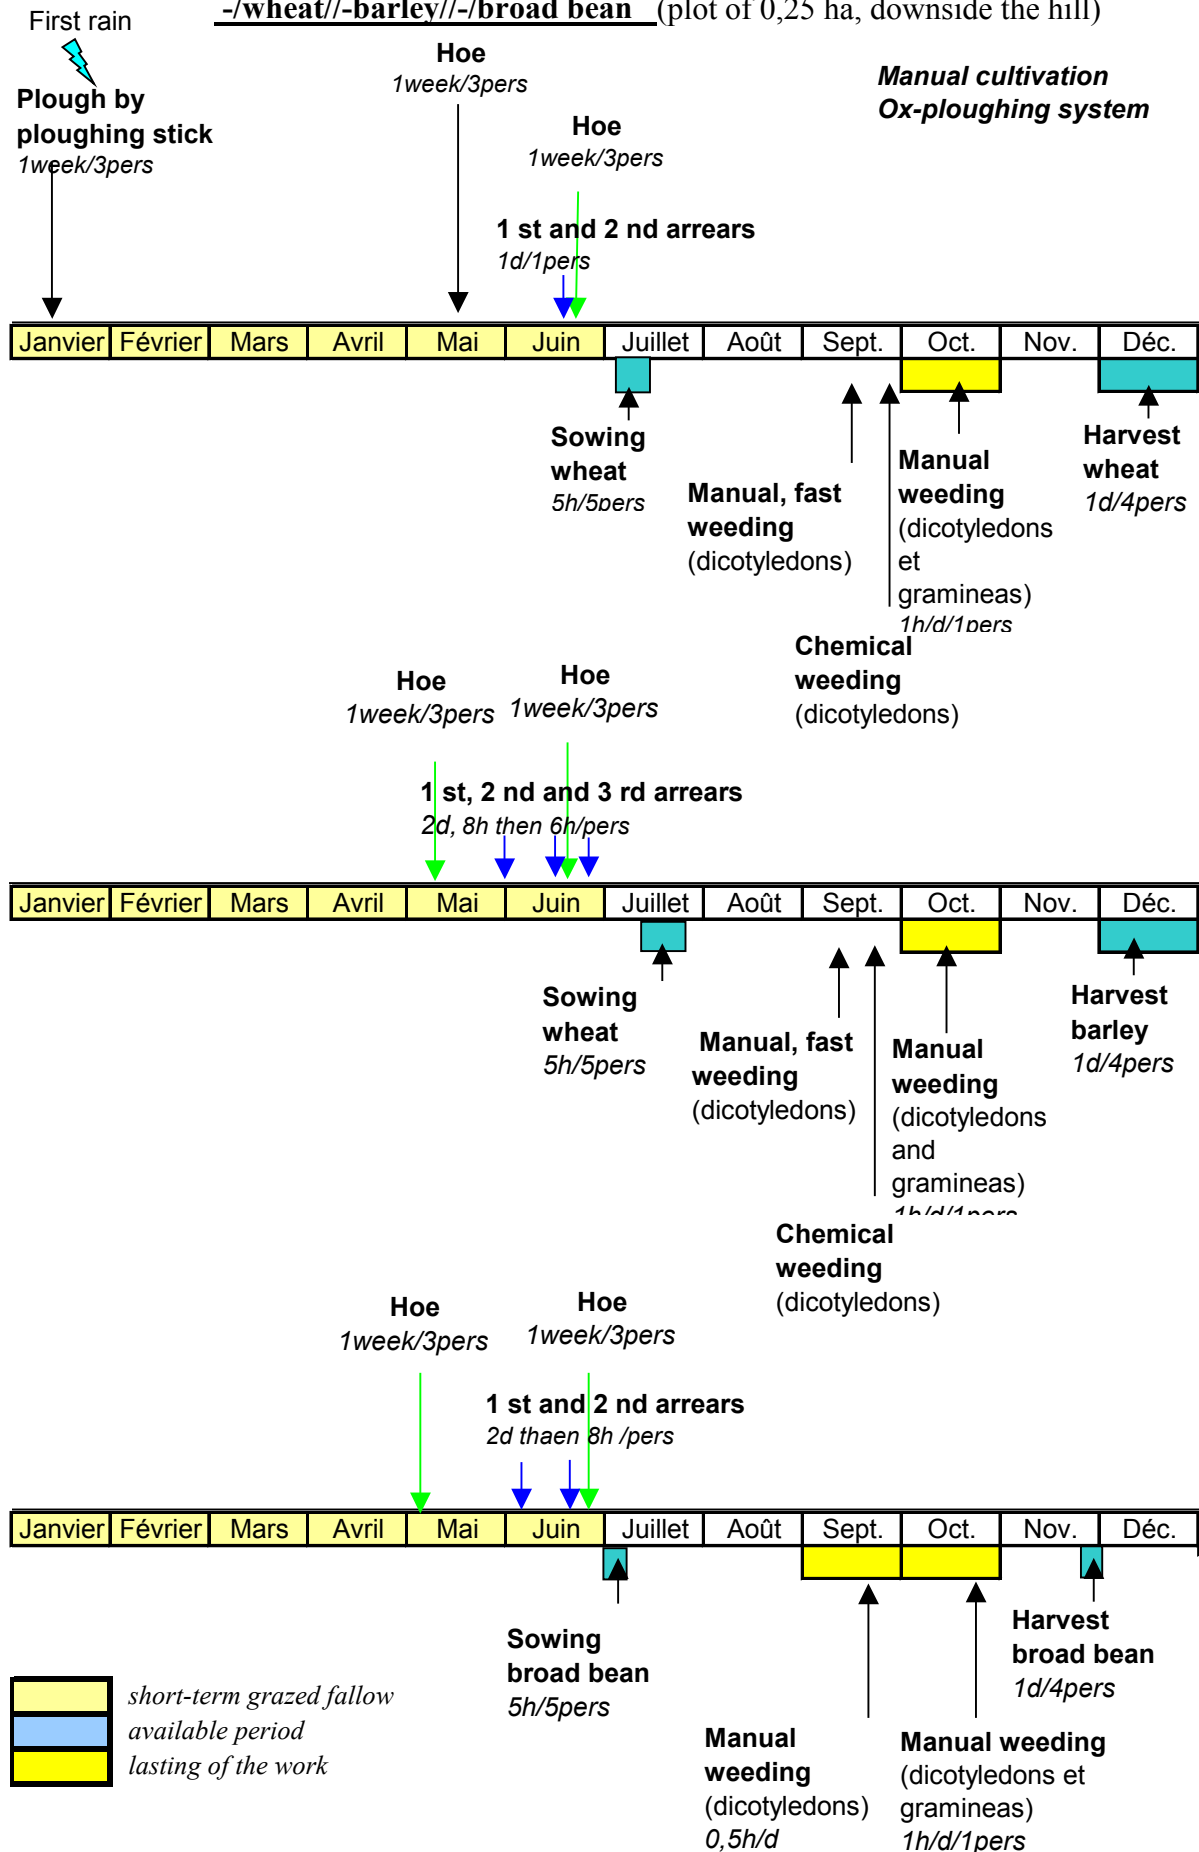 -/wheat//-barley//-/broad bean (plot of 0,25 ha, downside the hill)
First rain
Plough by
ploughing stick
1week/3pers
Hoe
1week/3pers
Hoe
1week/3pers
Manual cultivation
Ox-ploughing system
1 st and 2 nd arrears
1d/1pers
Janvier Février Mars Avril Mai Juin Juillet Août Sept. Oct. Nov. Déc.
Sowing
wheat
5h/5pers
Manual, fast
weeding
(dicotyledons)
Manual
weeding
(dicotyledons
et
gramineas)
1h/d/1pers
Harvest
wheat
1d/4pers
Chemical
weeding
(dicotyledons)
Hoe
1week/3pers
Hoe
1week/3pers
1 st, 2 nd and 3 rd arrears
2d, 8h then 6h/pers
Janvier Février Mars Avril Mai Juin Juillet Août Sept. Oct. Nov. Déc.
Sowing
wheat
5h/5pers
Manual, fast
weeding
(dicotyledons)
Manual
weeding
(dicotyledons
and
gramineas)
1h/d/1pers
Harvest
barley
1d/4pers
Chemical
weeding
(dicotyledons)
Hoe
1week/3pers
Hoe
1week/3pers
1 st and 2 nd arrears
2d thaen 8h /pers
Janvier Février Mars Avril Mai Juin Juillet Août Sept. Oct. Nov. Déc.
Sowing
broad bean
5h/5pers
Manual
weeding
(dicotyledons)
0,5h/d
Manual weeding
(dicotyledons et
gramineas)
1h/d/1pers
Harvest
broad bean
1d/4pers
short-term grazed fallow
available period
lasting of the work